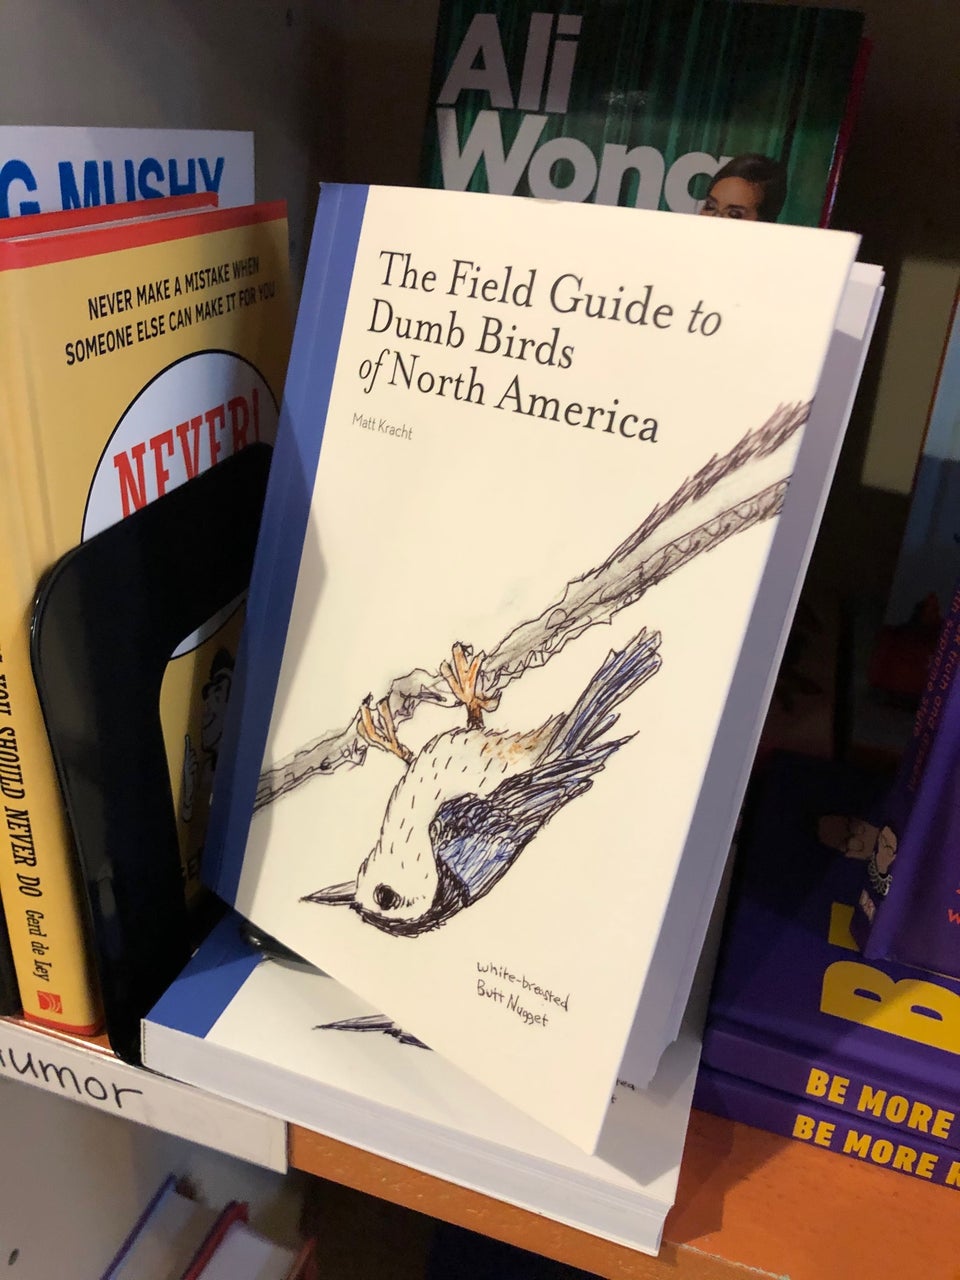 Ali
Wong
G MUSHY
NEVER MAKE A MISTAKE WHEN
SOMEONE ELSE CAN MAKE IT FOR YOU
NEVER!
The Field Guide to
Dumb Birds
of North America
Matt Kracht
white-breasted
Butt Nugget
YOU SHOULD NEVER DO Gerd de Ley
umor
BE MORE
BE MORE R